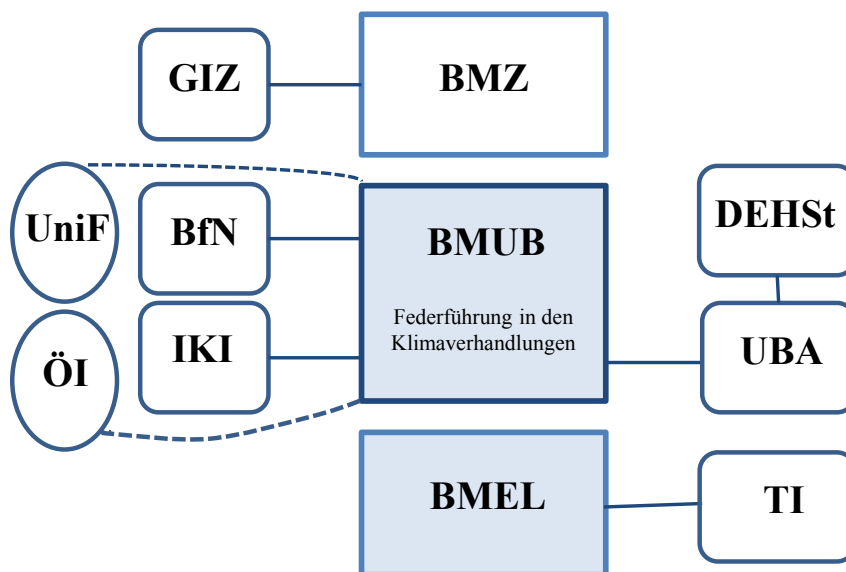 GIZ
BMZ
UniF
BfN
BMUB
DEHSt
Federführung in den
Klimaverhandlungen
ÖI
IKI
UBA
BMEL
TI